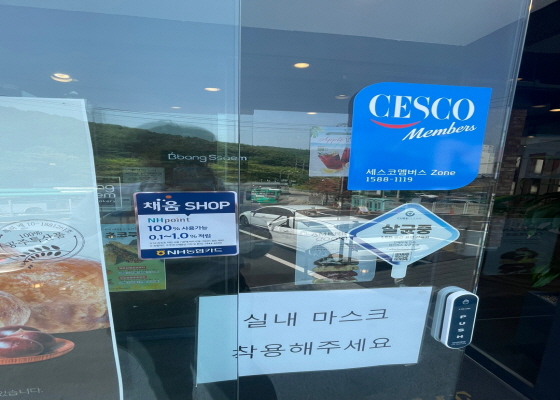 CESCO
Members
세스코멤버스 Zone
1588-1119
Bbong Ssaem
채움 SHOP
NHpoint
100% 사용가능
0.1~1.0% 적립
NH농협카드
살균중
실내 마스크
착용해주세요
PUSH